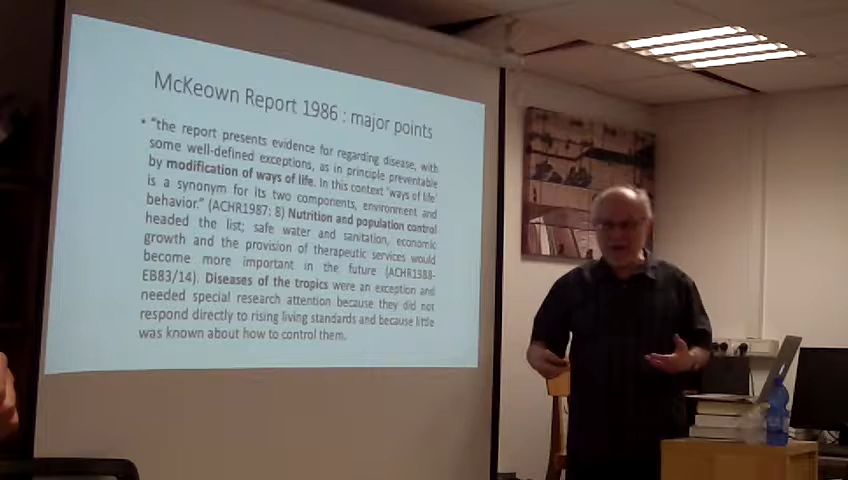 McKeown Report 1986 : major points
• "the report presents evidence for regarding disease, with
some well-defined exceptions, as in principle preventable
by modification of ways of life. In this context 'ways of life'
is a synonym for its two components, environment and
behavior." (ACHR1987: 8) Nutrition and population control
headed the list; safe water and sanitation, economic
growth and the provision of therapeutic services would
become more important in the future (ACHR1988-
EB83/14). Diseases of the tropics were an exception and
needed special research attention because they did not
respond directly to rising living standards and because little
was known about how to control them.